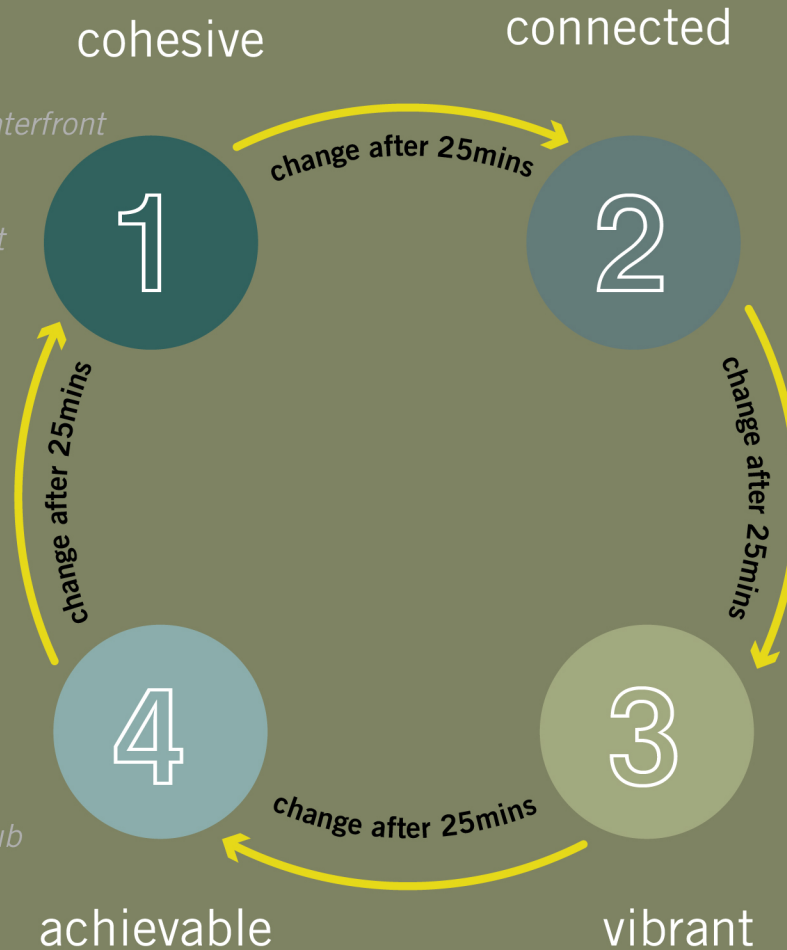 cohesive
connected
change after 25mins
1
2
change after 25mins
change after 25mins
4
3
change after 25mins
achievable
vibrant